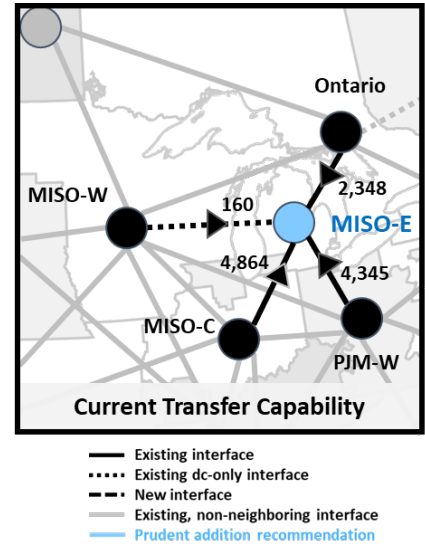 Ontario
2,348
MISO-W
160
MISO-E
4,864
4,345
MISO-C
PJM-W
Current Transfer Capability
Existing interface
Existing dc-only interface
New interface
Existing, non-neighboring interface
Prudent addition recommendation